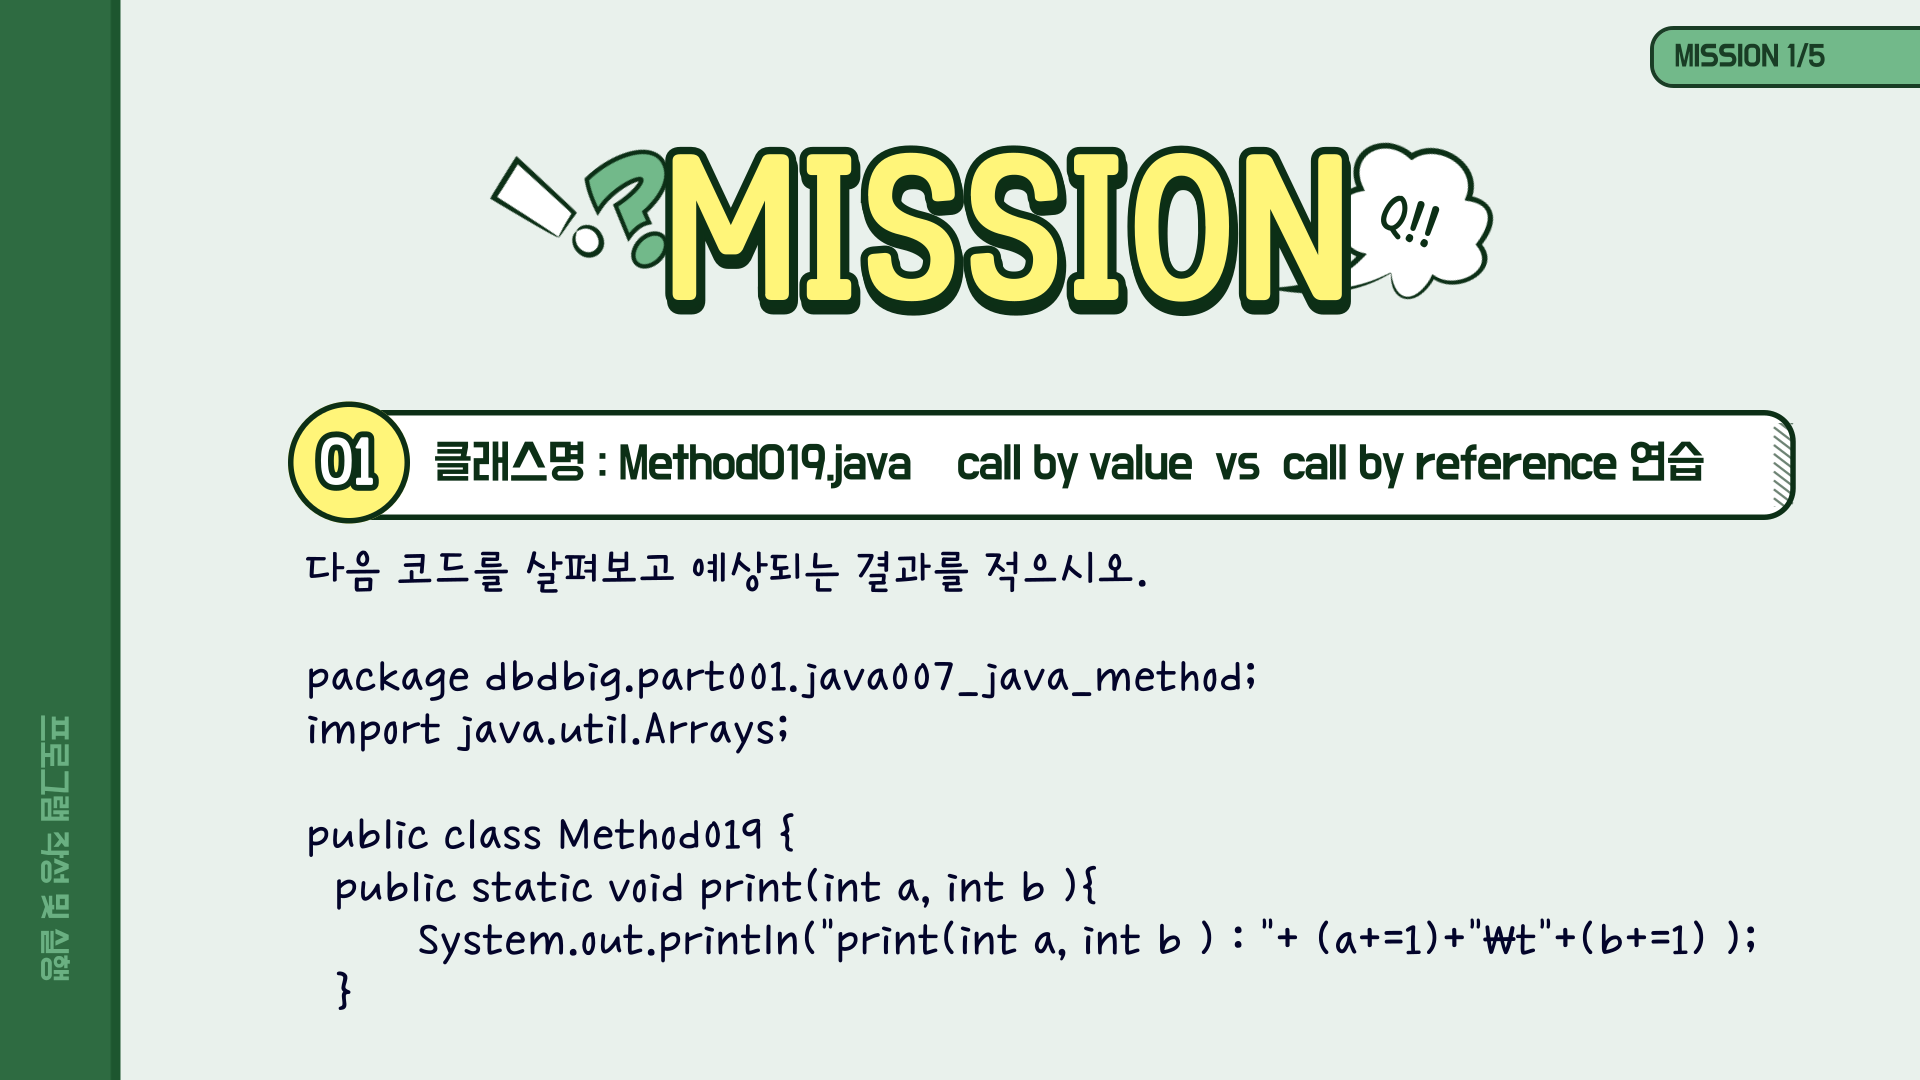 MISSION 1/5
MISSION
Q!!
01
클래스명 : Method019.java    call by value  vs  call by reference 연습
다음 코드를 살펴보고 예상되는 결과를 적으시오.
package dbdbig.part001.java007_java_method;
import java.util.Arrays;
public class Method019 {
public static void print(int a, int b ){
System.out.println("print(int a, int b ) : "+ (a+=1)+"₩t"+(b+=1) );
}
프로그램 작성 및 실행